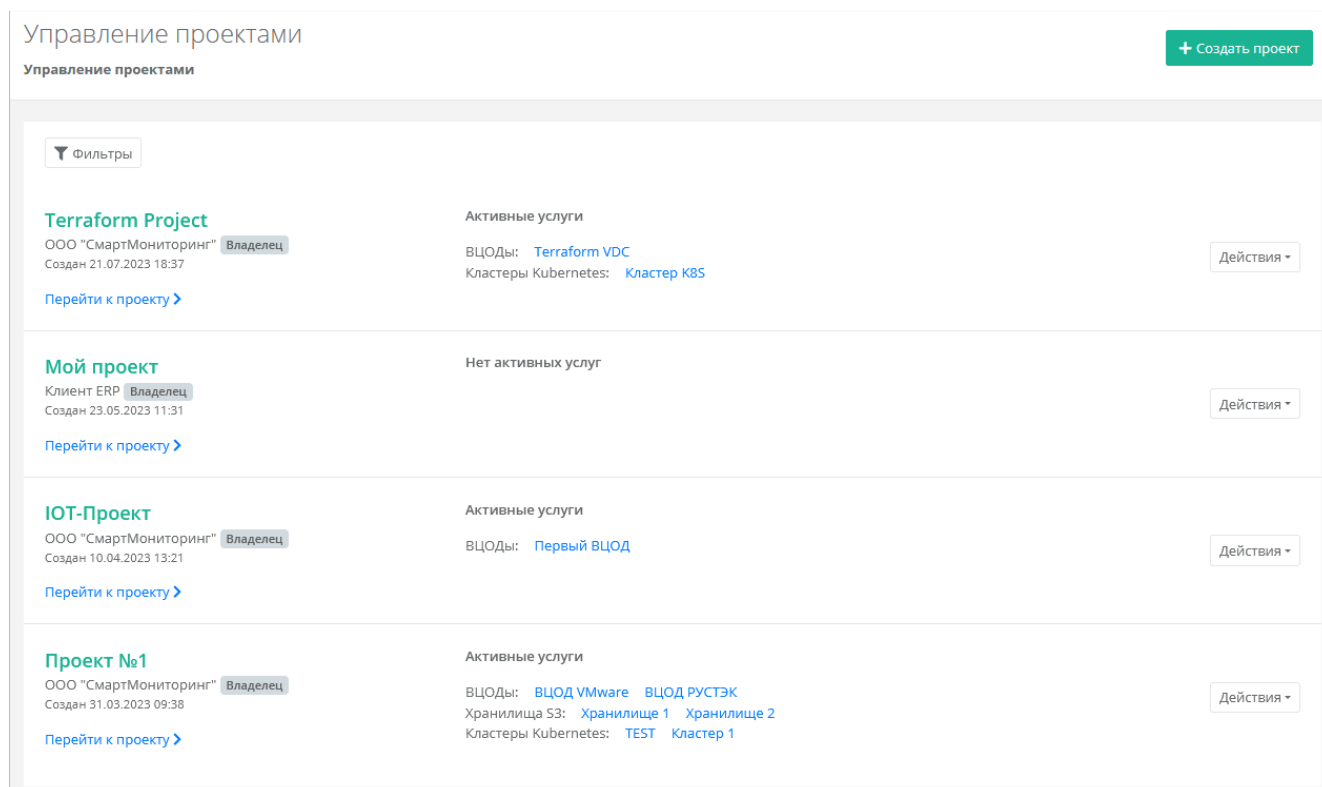 Управление проектами
Создать проект
Управление проектами
Фильтры
Terraform Project
ООО "СмартМониторинг" Владелец
Создан 21.07.2023 18:37
Перейти к проекту
Активные услуги
ВЦОДы: Terraform VDC
Кластеры Kubernetes: Кластер K8S
Действия
Мой проект
Клиент ERP Владелец
Создан 23.05.2023 11:31
Перейти к проекту
Нет активных услуг
Действия
IOT-Проект
ООО "СмартМониторинг" Владелец
Создан 10.04.2023 13:21
Перейти к проекту
Активные услуги
ВЦОДы: Первый ВЦОД
Действия
Проект №1
ООО "СмартМониторинг" Владелец
Создан 31.03.2023 09:38
Перейти к проекту
Активные услуги
ВЦОДы: ВЦОД VMware ВЦОД РУСТЭК
Хранилища S3: Хранилище 1 Хранилище 2
Кластеры Kubernetes: TEST Кластер 1
Действия